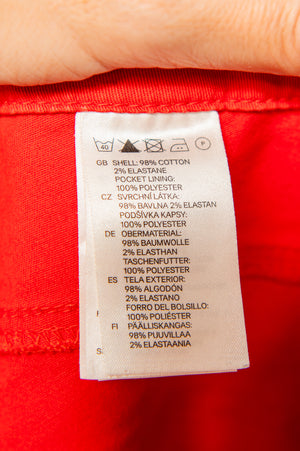 40 P
GB SHELL: 98% COTTON
2% ELASTANE
POCKET LINING:
100% POLYESTER
CZ SVRCHNÍ LÁTKA:
98% BAVLNA 2% ELASTAN
PODŠÍVKA KAPSY:
100% POLYESTER
DE OBERMATERIAL:
98% BAUMWOLLE
2% ELASTHAN
TASCHENFUTTER:
100% POLYESTER
ES TELA EXTERIOR:
98% ALGODÓN
2% ELASTANO
FORRO DEL BOLSILLO:
100% POLIÉSTER
FI PÄÄLLISKANGAS:
98% PUUVILLAA
2% ELASTAANIA